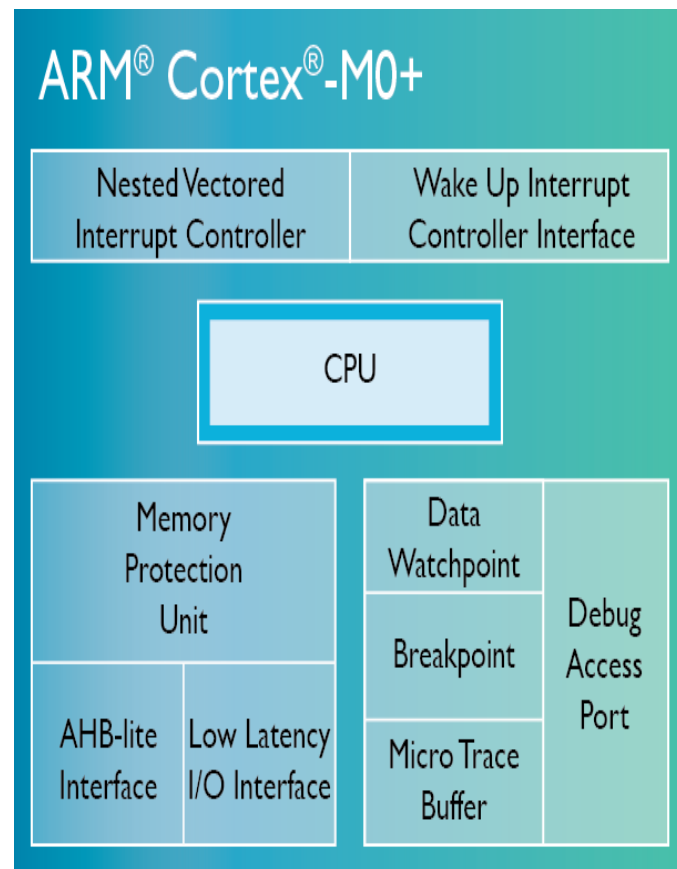 ARM® Cortex®-M0+
Nested Vectored
Interrupt Controller
Wake Up Interrupt
Controller Interface
CPU
Memory
Protection
Unit
AHB-lite
Interface
Low Latency
I/O Interface
Data
Watchpoint
Breakpoint
Micro Trace
Buffer
Debug
Access
Port